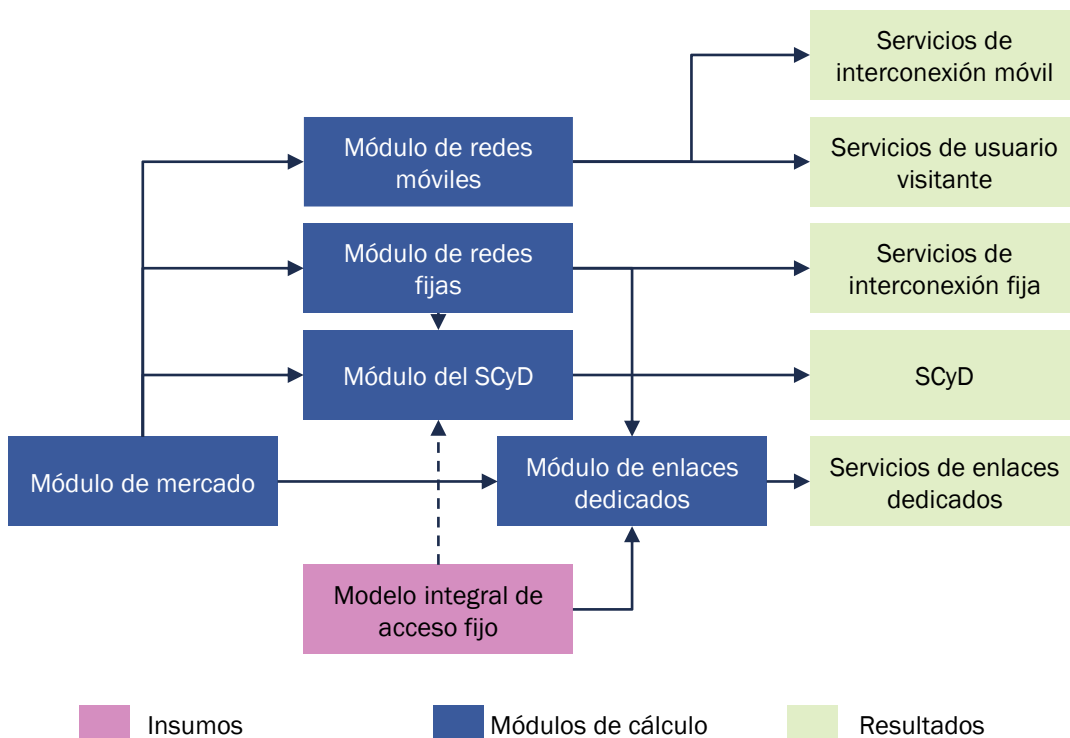 Servicios de
interconexión móvil
Módulo de redes
móviles
Servicios de usuario
visitante
Módulo de redes
fijas
Servicios de
interconexión fija
Módulo del SCyD
SCyD
Módulo de mercado
Módulo de enlaces
dedicados
Servicios de enlaces
dedicados
Modelo integral de
acceso fijo
Insumos
Módulos de cálculo
Resultados